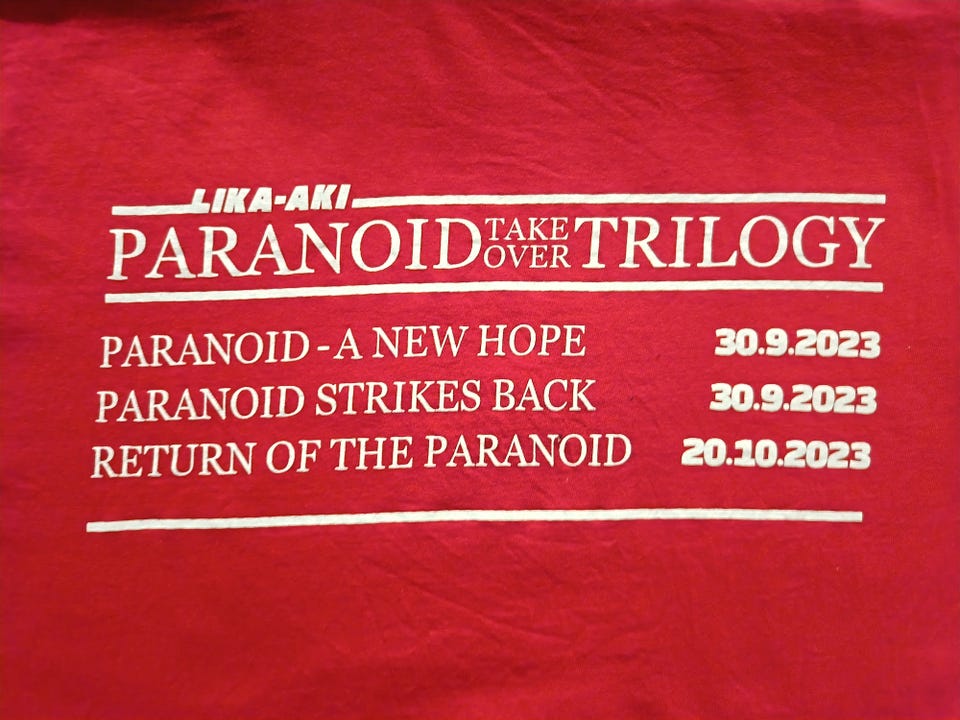 LIKA-AKI
PARANOID TAKE OVER TRILOGY
PARANOID - A NEW HOPE 30.9.2023
PARANOID STRIKES BACK 30.9.2023
RETURN OF THE PARANOID 20.10.2023